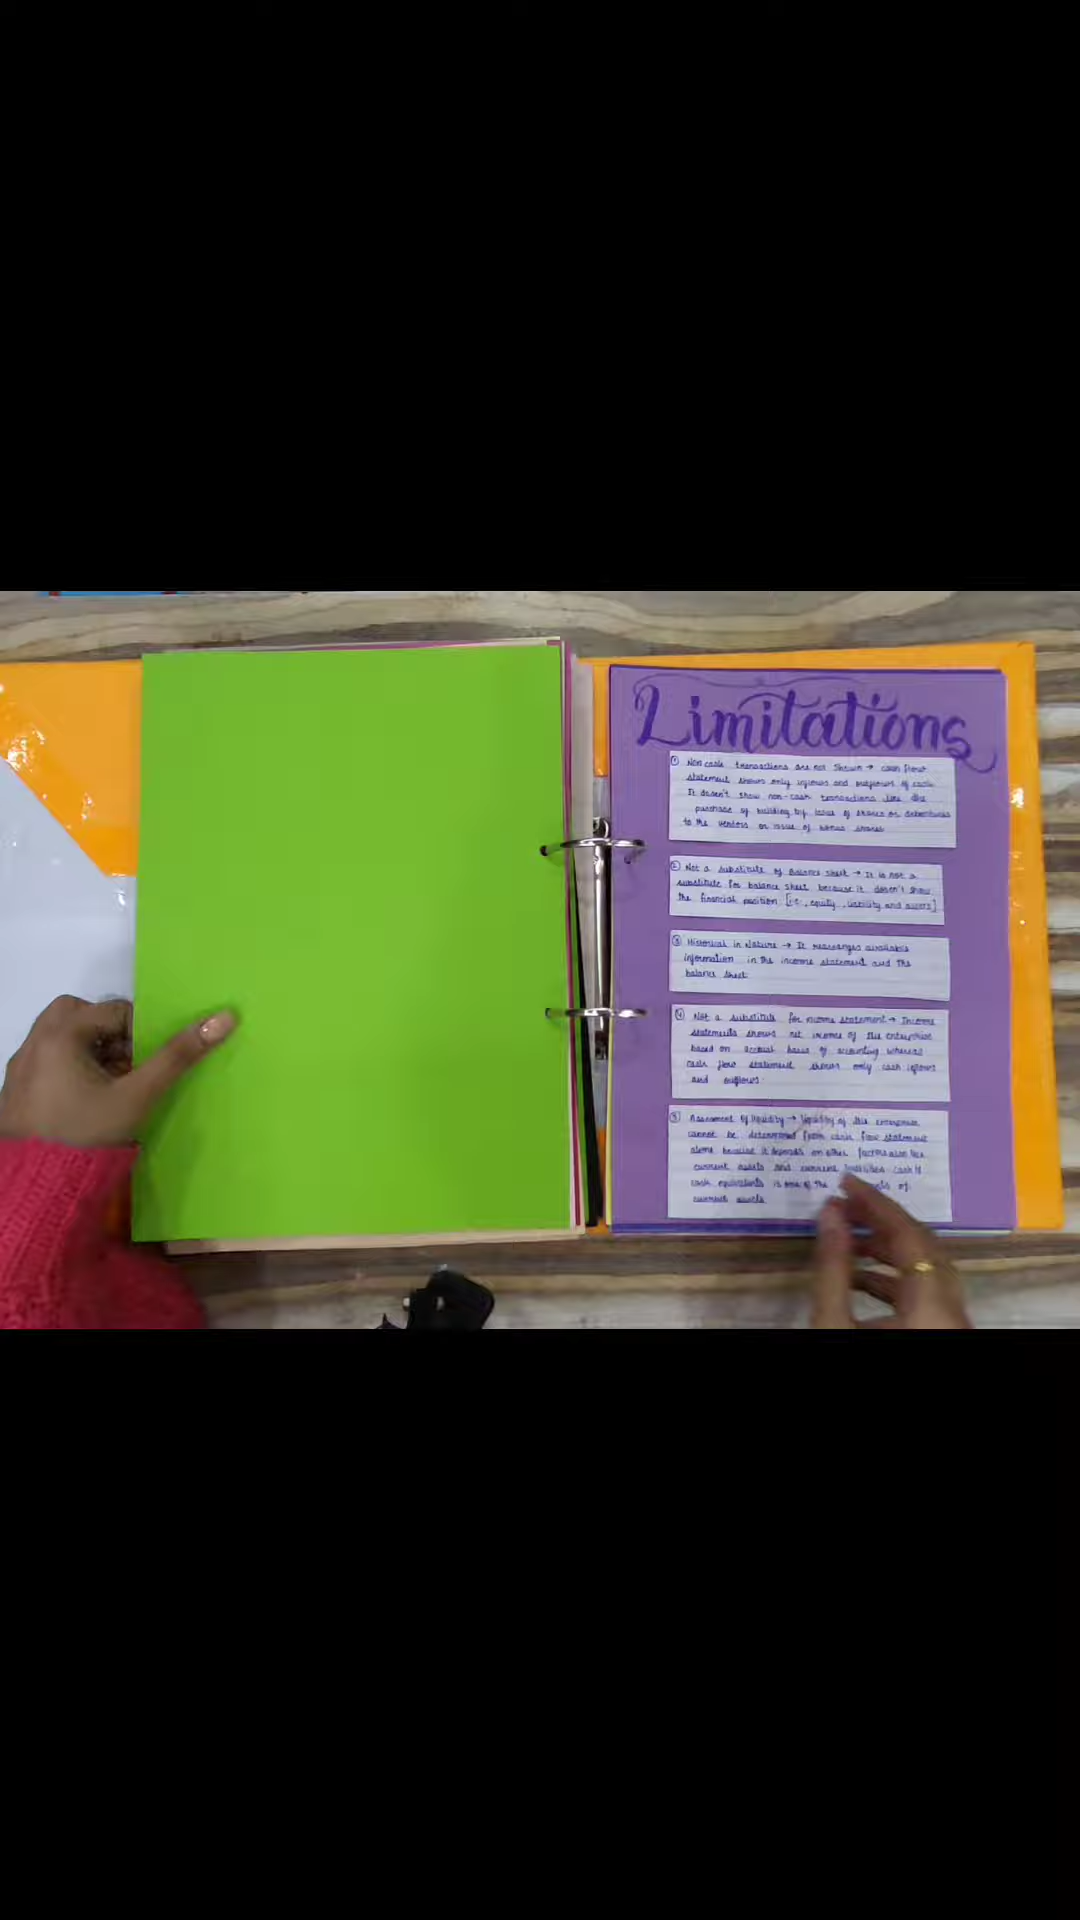 Limitations
① Non cash transactions are not shown → cash flow
statement shows only inflows and outflows of cash.
It doesn't show non-cash transactions like the
purchase of building by issue of shares or debentures
to the vendors or issue of bonus shares
② Not a substitute of Balance sheet → It is not a
substitute for balance sheet because it doesn't show
the financial position [i.e., equity, liability and assets]
③ Historical in Nature → It rearranges available
information in the income statement and the
balance sheet
④ Not a substitute for income statement → Income
statements shows net income of the enterprise
based on accrual basis of accounting whereas
cash flow statement shows only cash inflows
and outflows.
⑤ Assessment of liquidity → liquidity of the enterprise
cannot be determined from cash flow statement
alone because it depends on other factors also like
current assets and current liabilities cash &
cash equivalents is one of the of
current assets